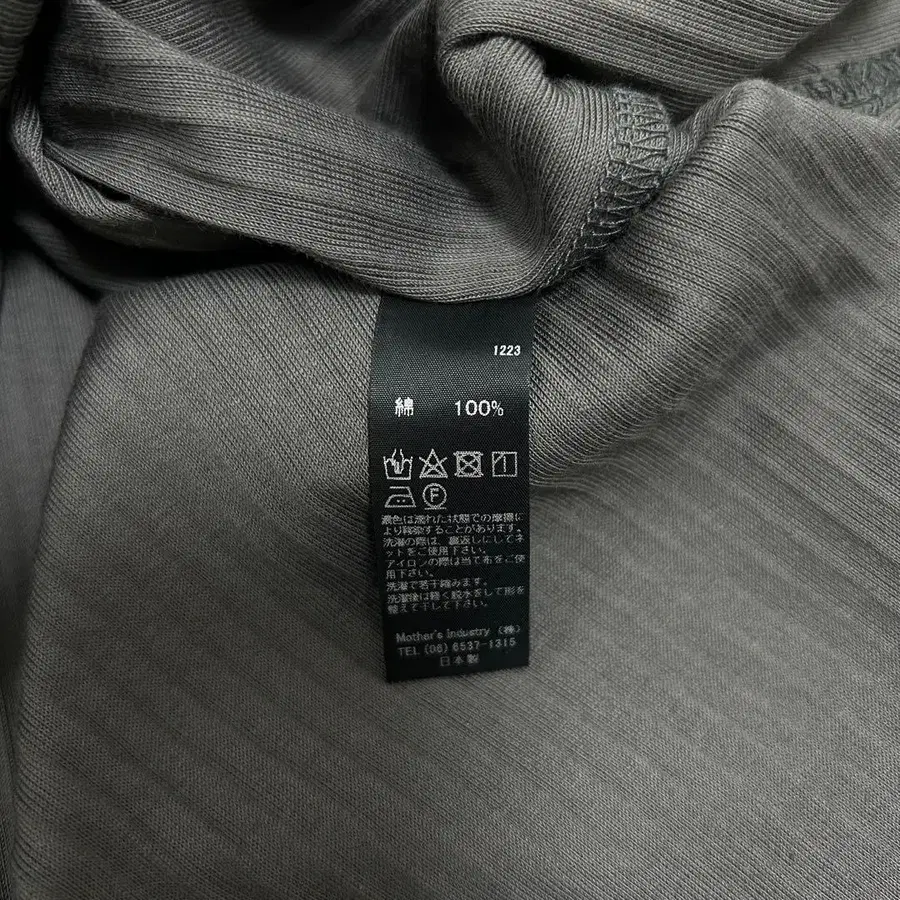 1223
綿 100%
F
濃色は濡れた状態での摩擦に
より移染することがあります。
洗濯の際は、裏返しにしてネ
ットをご使用下さい。
アイロンの際は当て布をご使
用下さい。
洗濯で若干縮みます。
洗濯後は軽く脱水をして形を
整えて干して下さい。
Mother's Industry (株)
TEL (06) 6537-1315
日本製